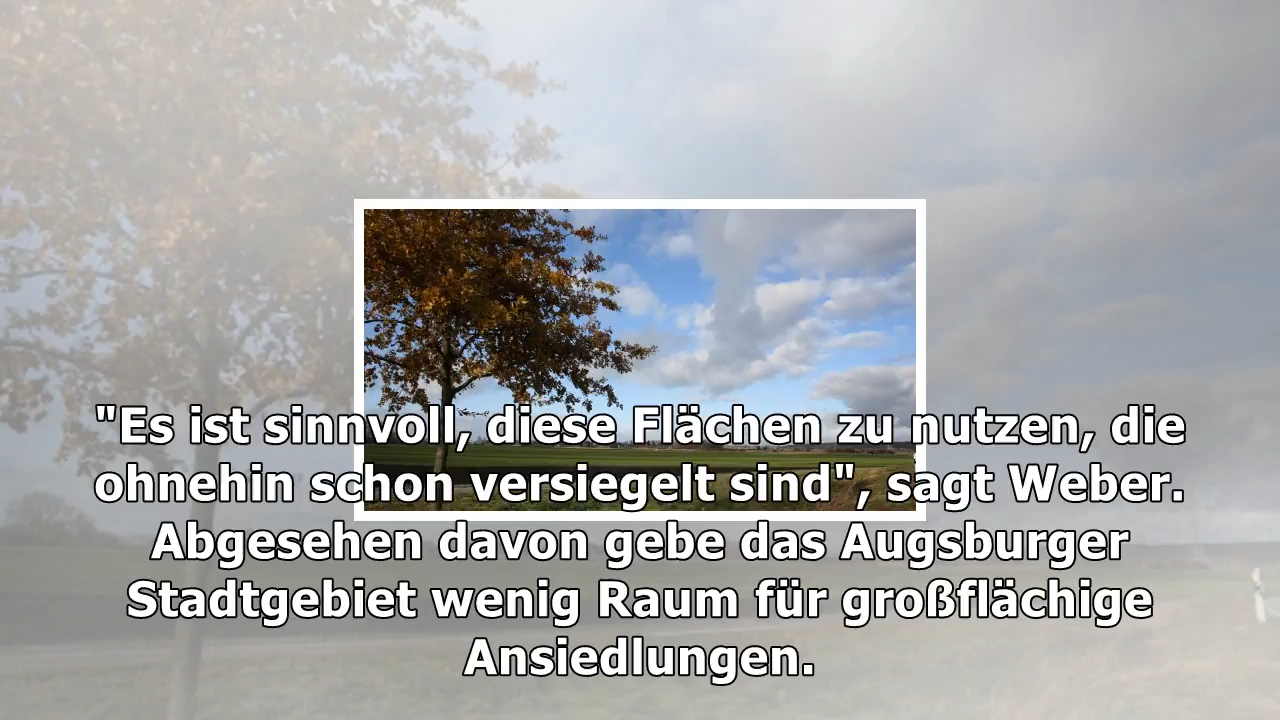 "Es ist sinnvoll, diese Flächen zu nutzen, die
ohnehin schon versiegelt sind", sagt Weber.
Abgesehen davon gebe das Augsburger
Stadtgebiet wenig Raum für großflächige
Ansiedlungen.